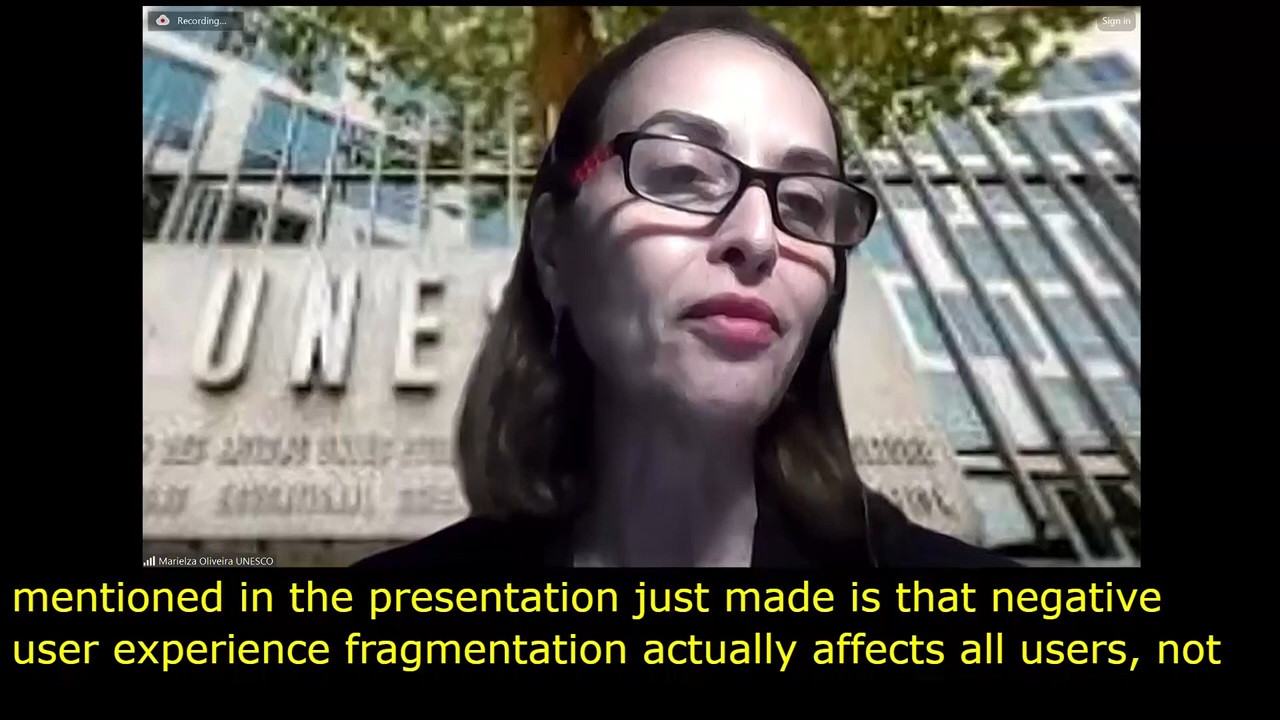 Recording...
Sign in
UNE
Marielza Oliveira UNESCO
mentioned in the presentation just made is that negative
user experience fragmentation actually affects all users, not